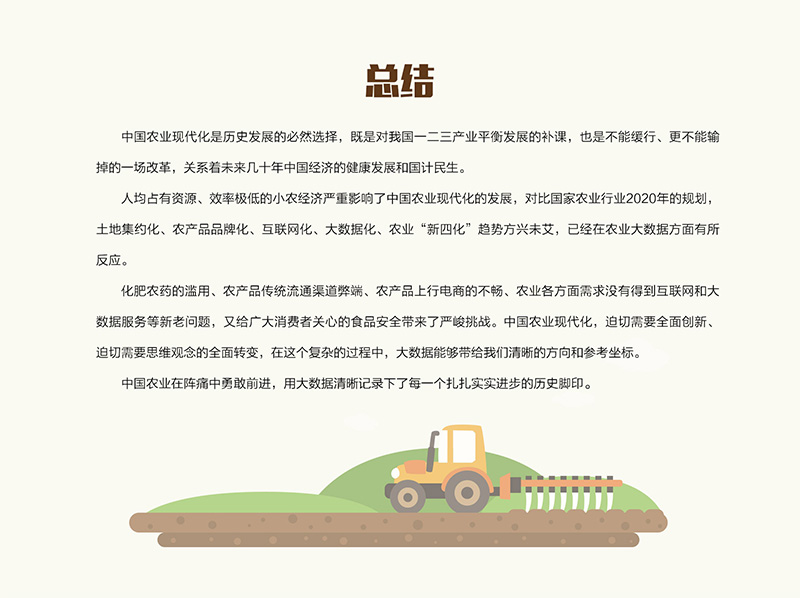 总结
中国农业现代化是历史发展的必然选择，既是对我国一二三产业平衡发展的补课，也是不能缓行、更不能输
掉的一场改革，关系着未来几十年中国经济的健康发展和国计民生。
人均占有资源、效率极低的小农经济严重影响了中国农业现代化的发展，对比国家农业行业2020年的规划，
土地集约化、农产品品牌化、互联网化、大数据化、农业“新四化”趋势方兴未艾，已经在农业大数据方面有所
反应。
化肥农药的滥用、农产品传统流通渠道弊端、农产品上行电商的不畅、农业各方面需求没有得到互联网和大
数据服务等新老问题，又给广大消费者关心的食品安全带来了严峻挑战。中国农业现代化，迫切需要全面创新、
迫切需要思维观念的全面转变，在这个复杂的过程中，大数据能够带给我们清晰的方向和参考坐标。
中国农业在阵痛中勇敢前进，用大数据清晰记录下了每一个扎扎实实进步的历史脚印。